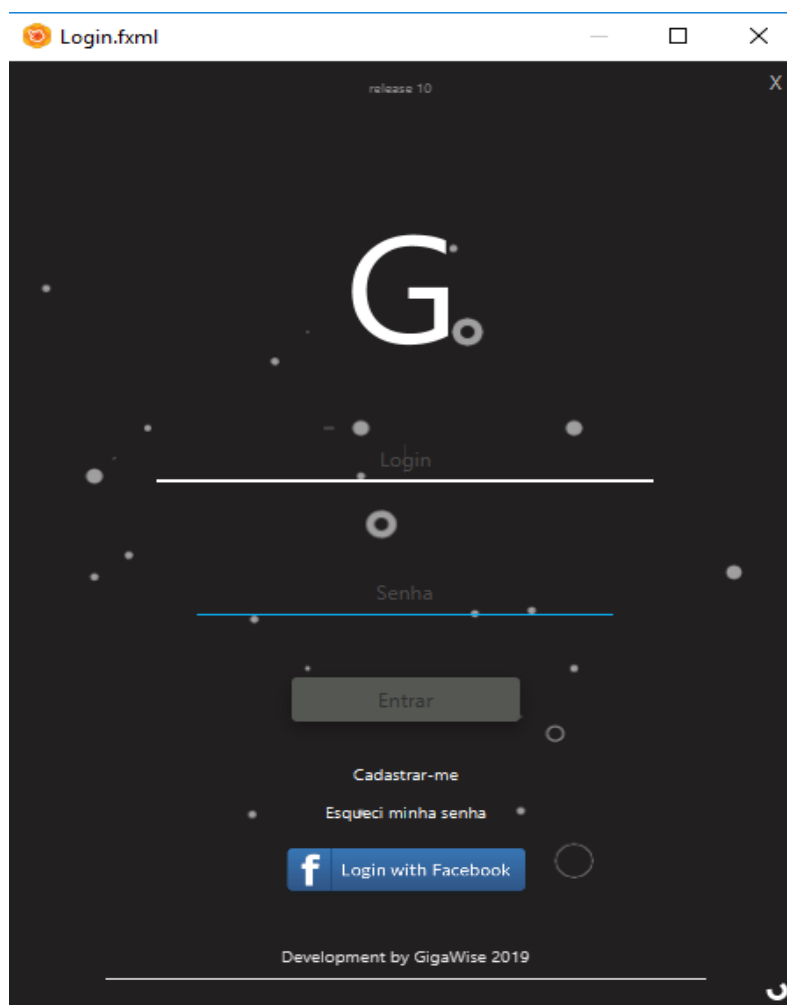 Login.fxml
release 10
X
G
Login
Senha
Entrar
Cadastrar-me
Esqueci minha senha
f Login with Facebook
Development by GigaWise 2019